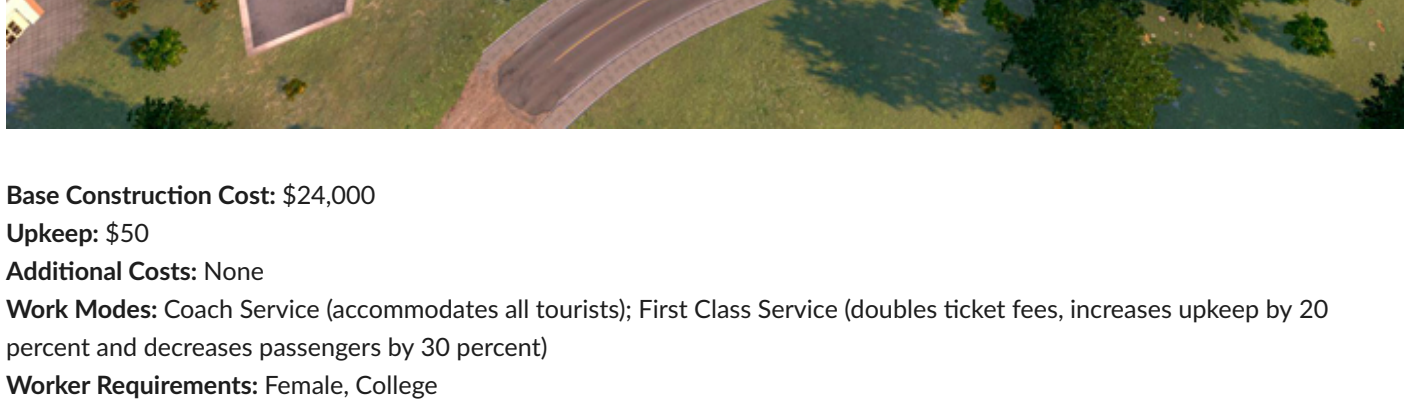 Base Construction Cost: $24,000
Upkeep: $50
Additional Costs: None
Work Modes: Coach Service (accommodates all tourists); First Class Service (doubles ticket fees, increases upkeep by 20
percent and decreases passengers by 30 percent)
Worker Requirements: Female, College